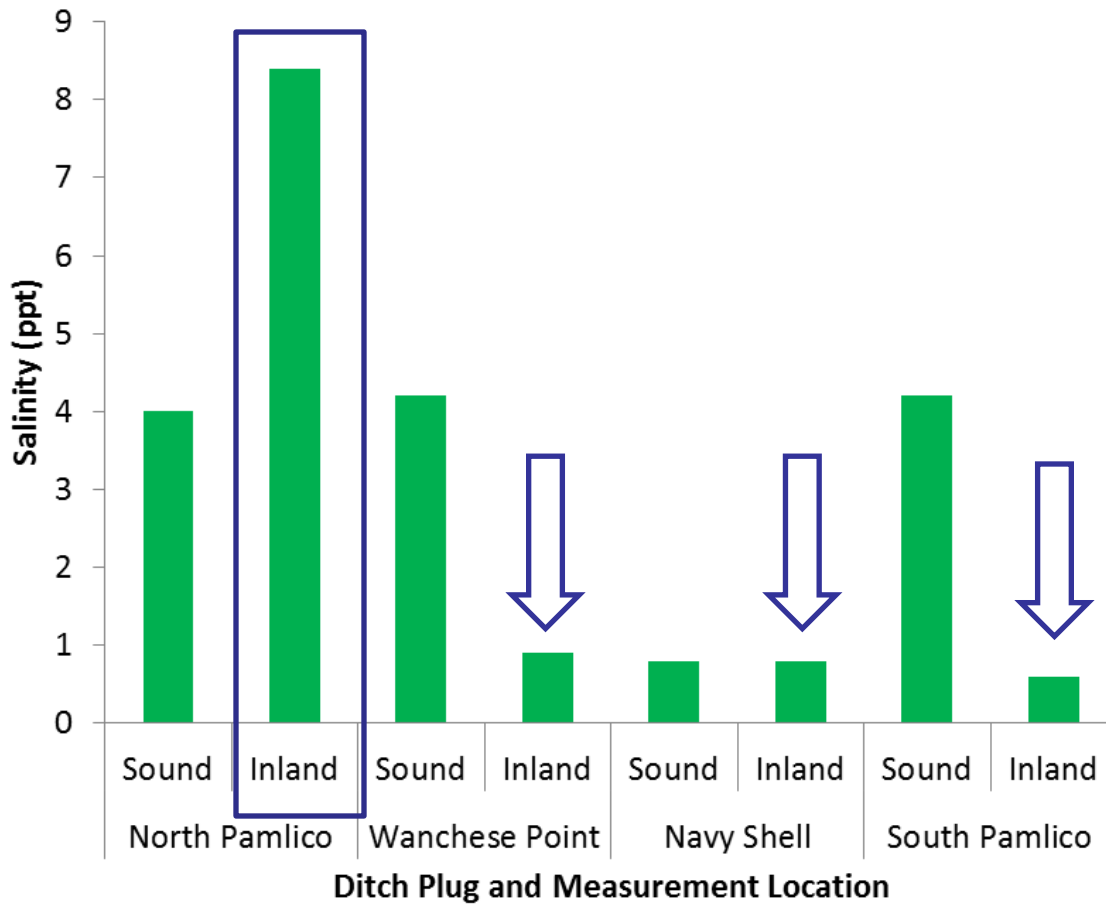 Salinity (ppt)
9
8
7
6
5
4
3
2
1
0
Sound Inland Sound Inland Sound Inland Sound Inland
North Pamlico Wanchese Point Navy Shell South Pamlico
Ditch Plug and Measurement Location